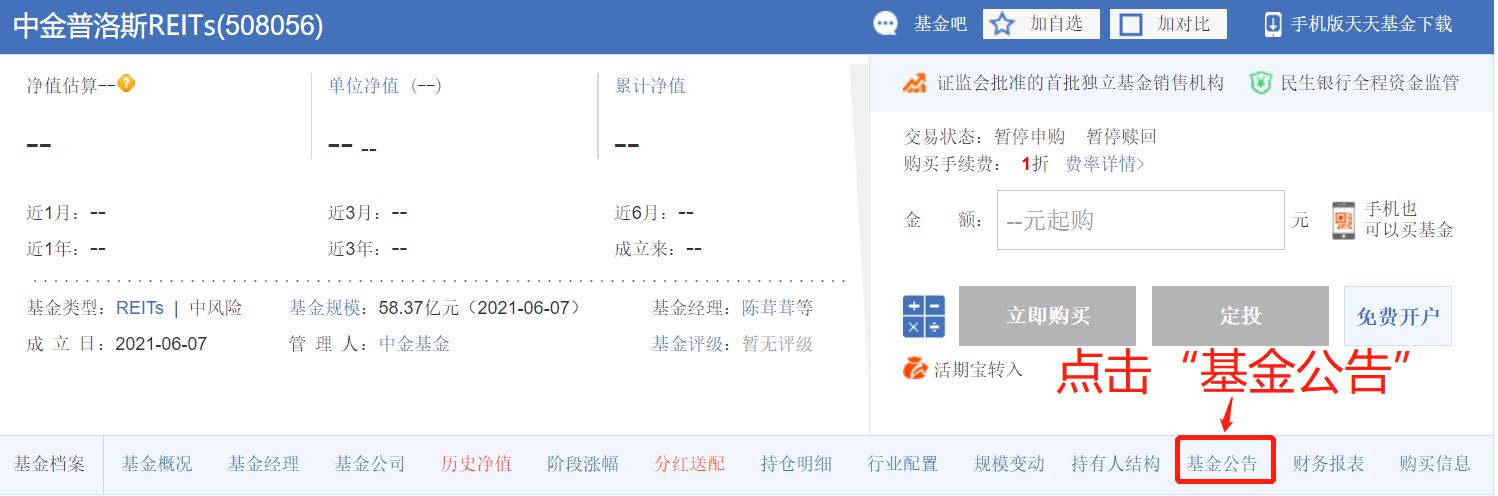 中金普洛斯REITs(508056)
基金吧 加自选 加对比 手机版天天基金下载
净值估算-- 单位净值 (--) 累计净值
-- -- -- --
近1月：-- 近3月：-- 近6月：--
近1年：-- 近3年：-- 成立来：--
基金类型：REITs | 中风险 基金规模：58.37亿元（2021-06-07） 基金经理：陈茸茸等
成 立 日：2021-06-07 管 理 人：中金基金 基金评级：暂无评级
证监会批准的首批独立基金销售机构 民生银行全程资金监管
交易状态：暂停申购 暂停赎回
购买手续费： 1折 费率详情>
金 额： --元起购 元 手机也
可以买基金
立即购买 定投 免费开户
活期宝转入
点击“基金公告”
基金档案 基金概况 基金经理 基金公司 历史净值 阶段涨幅 分红送配 持仓明细 行业配置 规模变动 持有人结构 基金公告 财务报表 购买信息